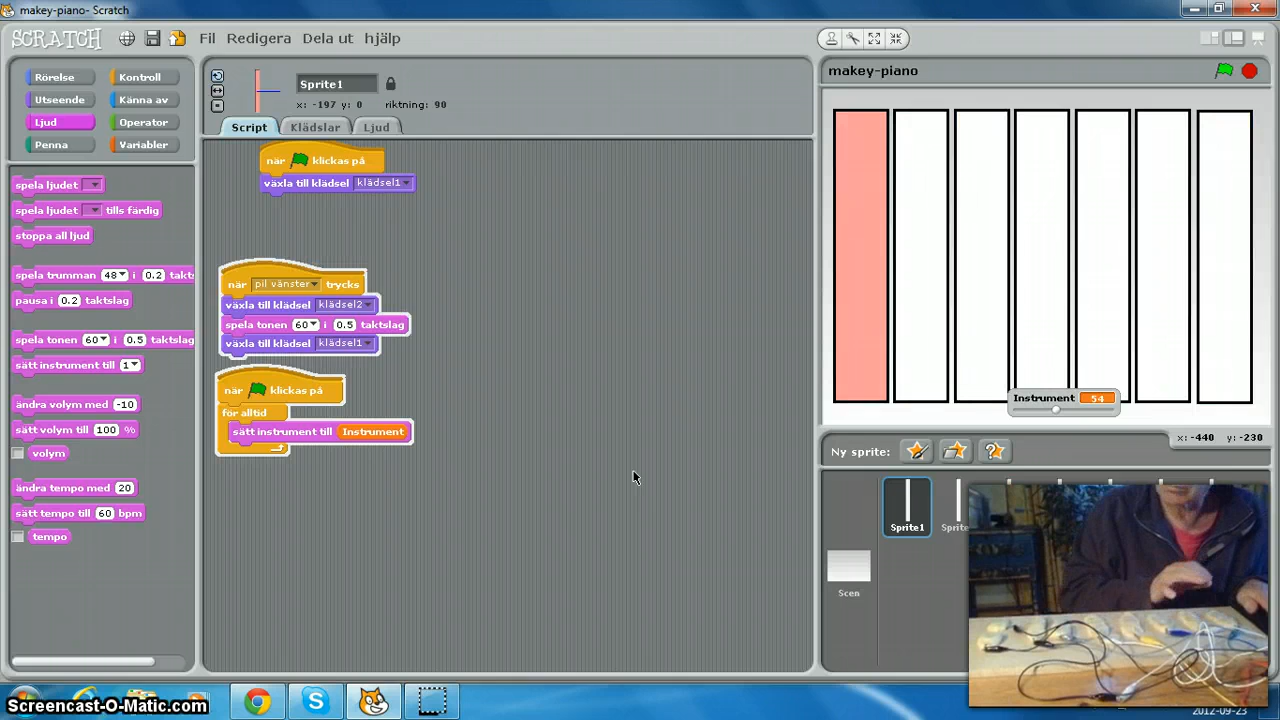 makey-piano- Scratch
SCRATCH
Fil Redigera Dela ut hjälp
Rörelse Kontroll
Utseende Känna av
Ljud Operator
Penna Variabler
spela ljudet
spela ljudet tills färdig
stoppa all ljud
spela trumman 48 i 0.2 takts
pausa i 0.2 taktslag
spela tonen 60 i 0.5 taktslag
sätt instrument till 1
ändra volym med -10
sätt volym till 100 %
volym
ändra tempo med 20
sätt tempo till 60 bpm
tempo
Sprite1
x: -197 y: 0 riktning: 90
Script Klädslar Ljud
när klickas på
växla till klädsel klädsel1
när pil vänster trycks
växla till klädsel klädsel2
spela tonen 60 i 0.5 taktslag
växla till klädsel klädsel1
när klickas på
för alltid
sätt instrument till Instrument
makey-piano
Instrument 54
x: -440 y: -230
Ny sprite:
Sprite1 Sprite
Scen
Screencast-O-Matic.com
2012-09-23